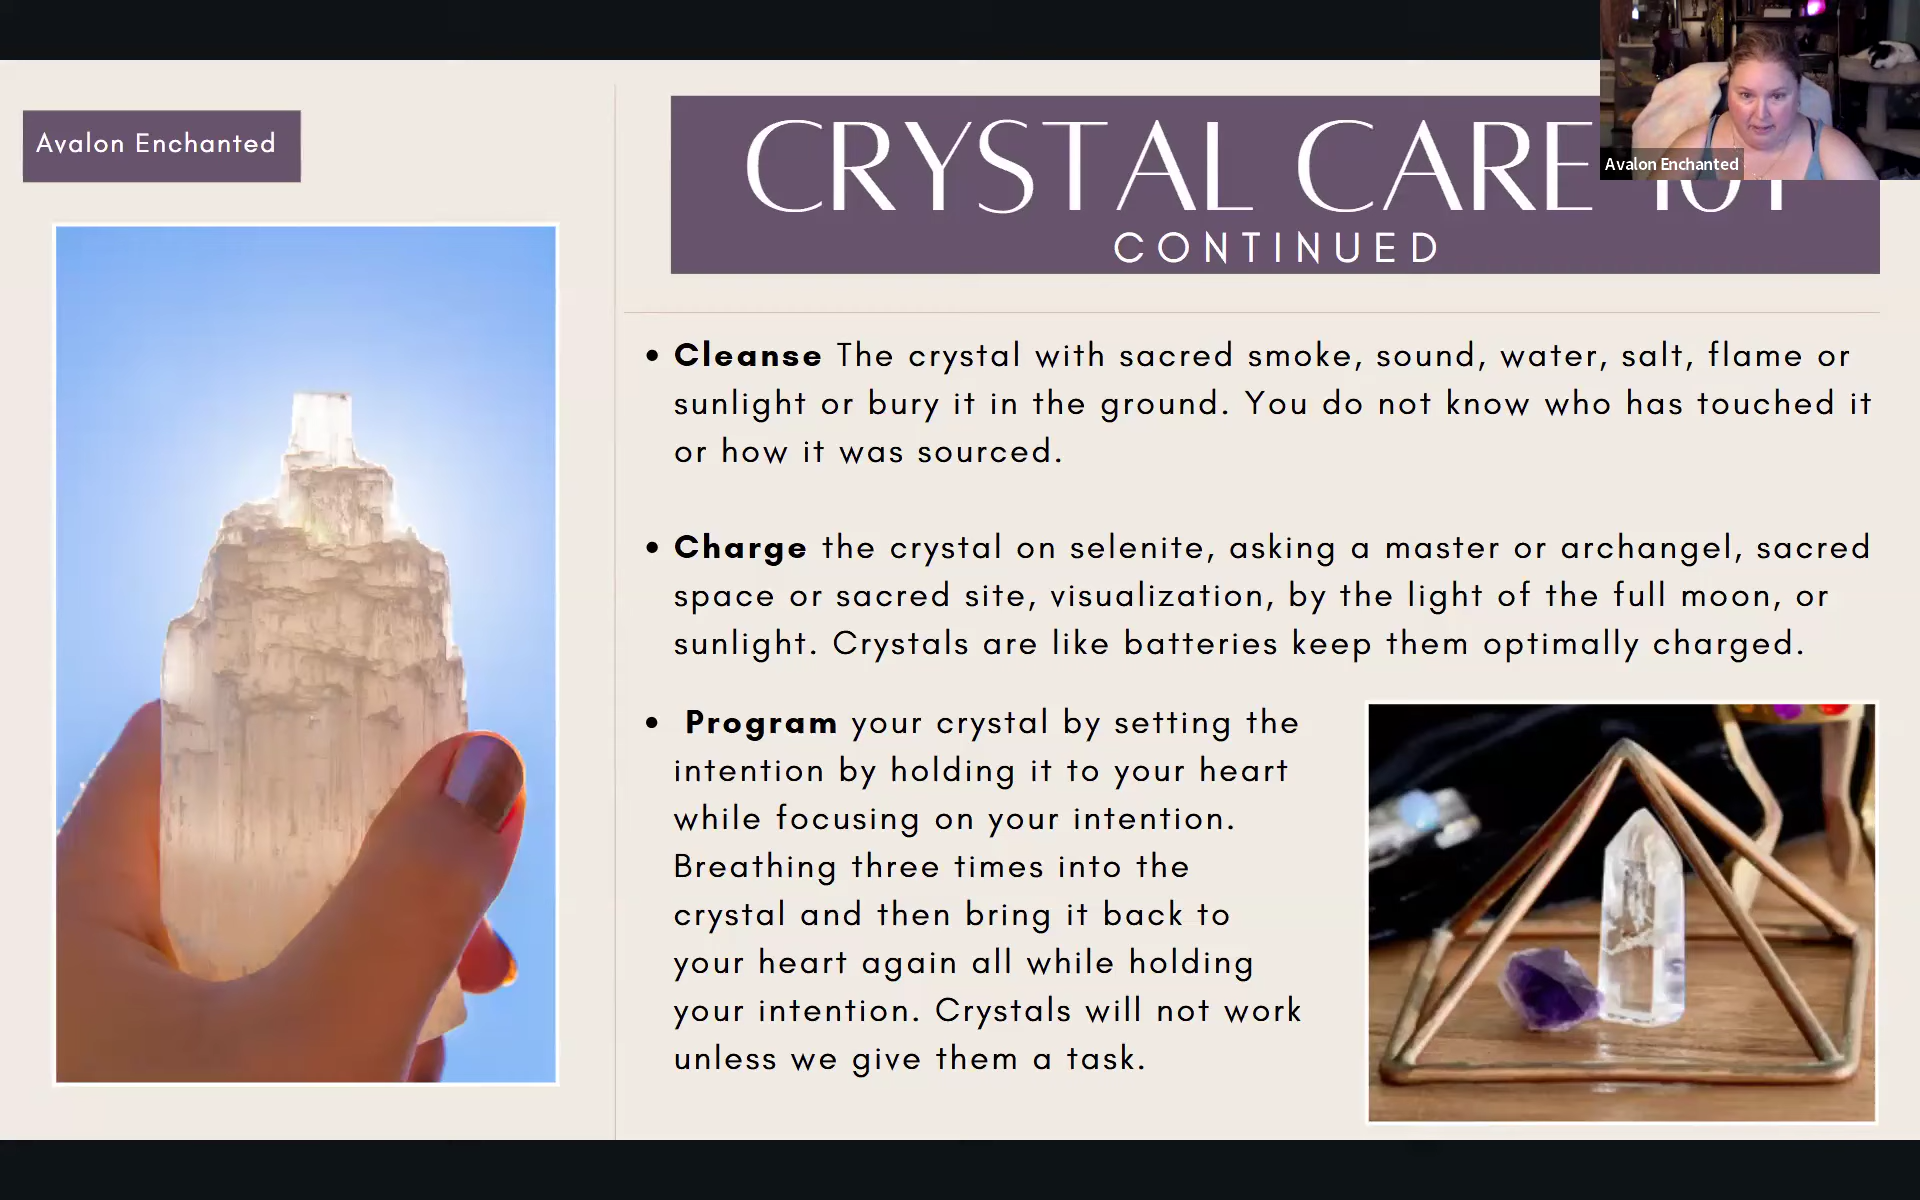 Avalon Enchanted
CRYSTAL CARE 101
CONTINUED
Avalon Enchanted
• Cleanse The crystal with sacred smoke, sound, water, salt, flame or
sunlight or bury it in the ground. You do not know who has touched it
or how it was sourced.
• Charge the crystal on selenite, asking a master or archangel, sacred
space or sacred site, visualization, by the light of the full moon, or
sunlight. Crystals are like batteries keep them optimally charged.
• Program your crystal by setting the
intention by holding it to your heart
while focusing on your intention.
Breathing three times into the
crystal and then bring it back to
your heart again all while holding
your intention. Crystals will not work
unless we give them a task.